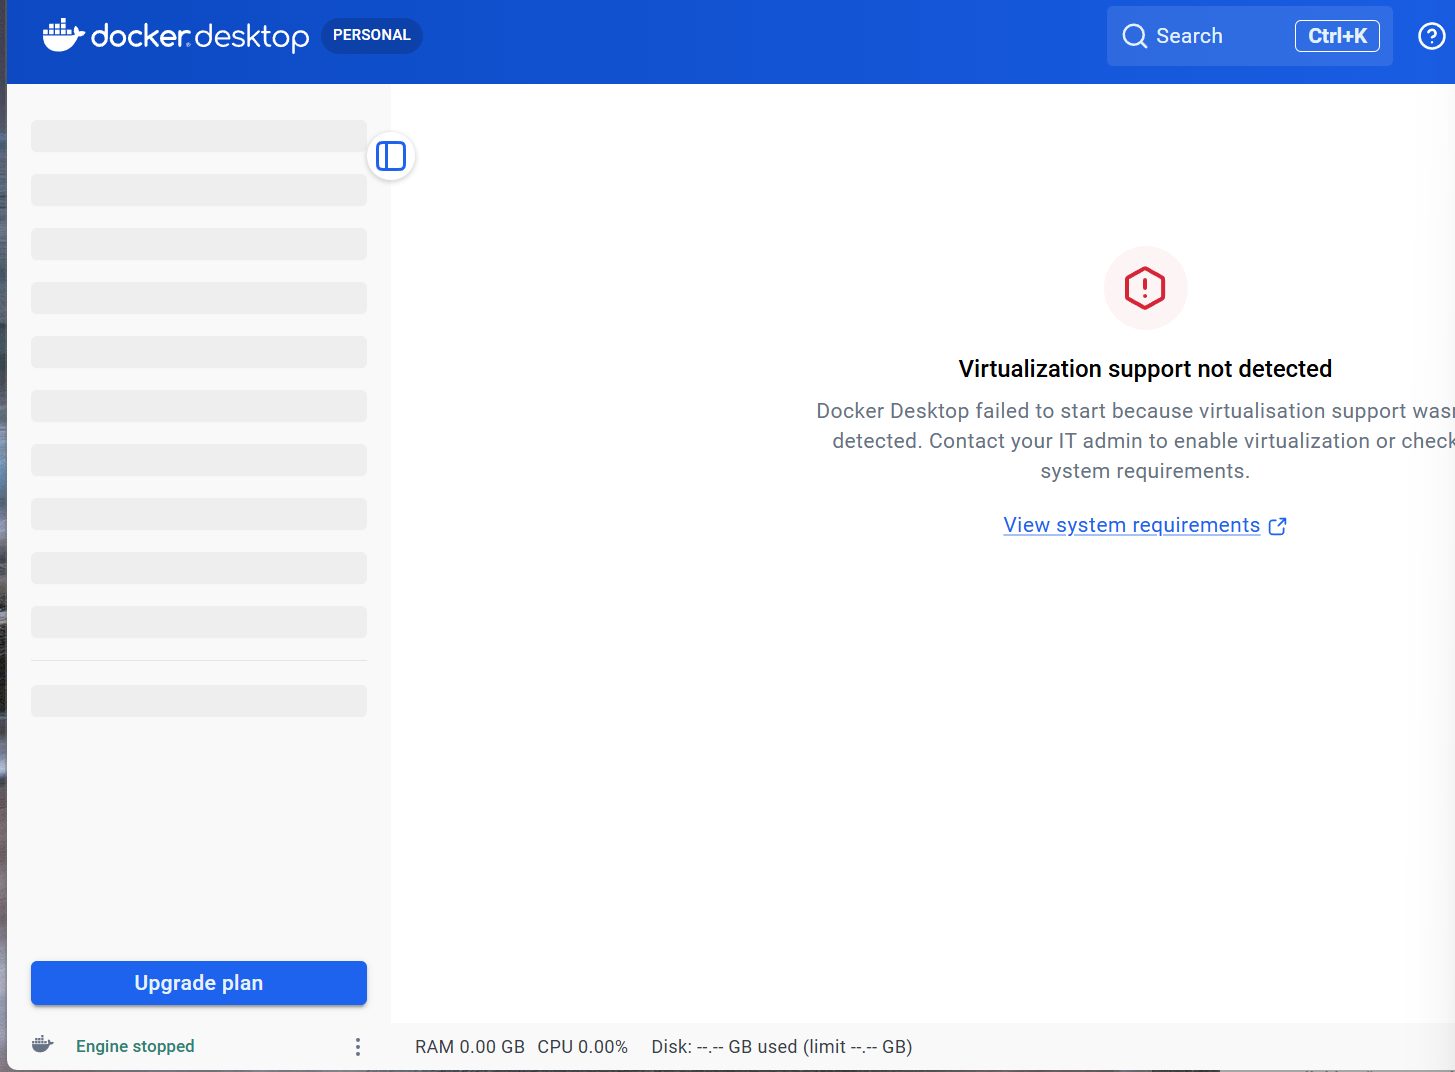 docker desktop PERSONAL
Search Ctrl+K
Virtualization support not detected
Docker Desktop failed to start because virtualisation support
detected. Contact your IT admin to enable virtualization or check
system requirements.
View system requirements
Upgrade plan
Engine stopped
RAM 0.00 GB CPU 0.00% Disk: --.-- GB used (limit --.-- GB)